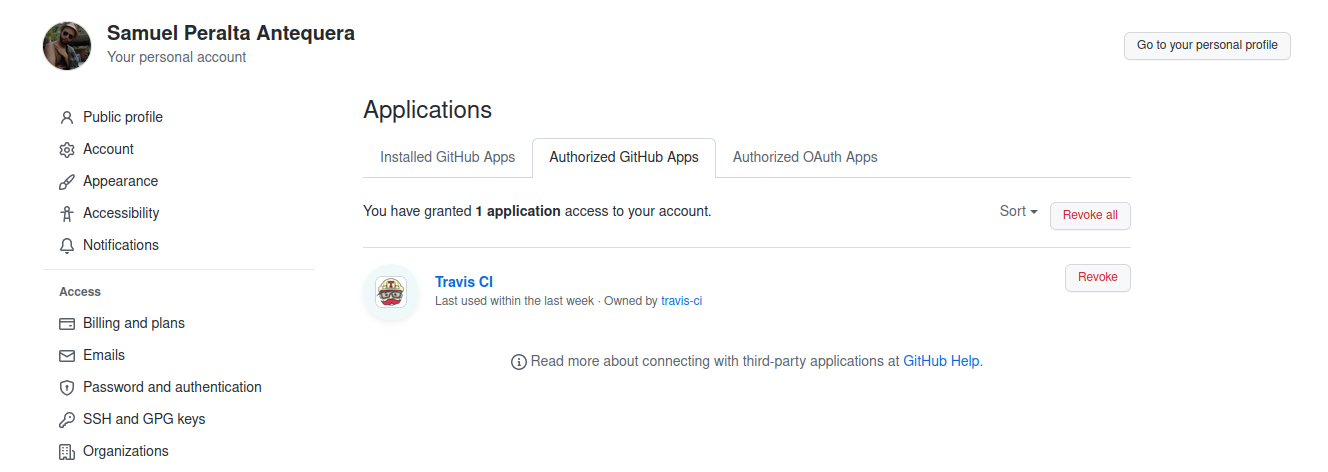 Samuel Peralta Antequera
Your personal account
Go to your personal profile
Public profile
Account
Appearance
Accessibility
Notifications
Access
Billing and plans
Emails
Password and authentication
SSH and GPG keys
Organizations
Applications
Installed GitHub Apps
Authorized GitHub Apps
Authorized OAuth Apps
You have granted 1 application access to your account.
Sort
Revoke all
Travis CI
Last used within the last week · Owned by travis-ci
Revoke
Read more about connecting with third-party applications at GitHub Help.